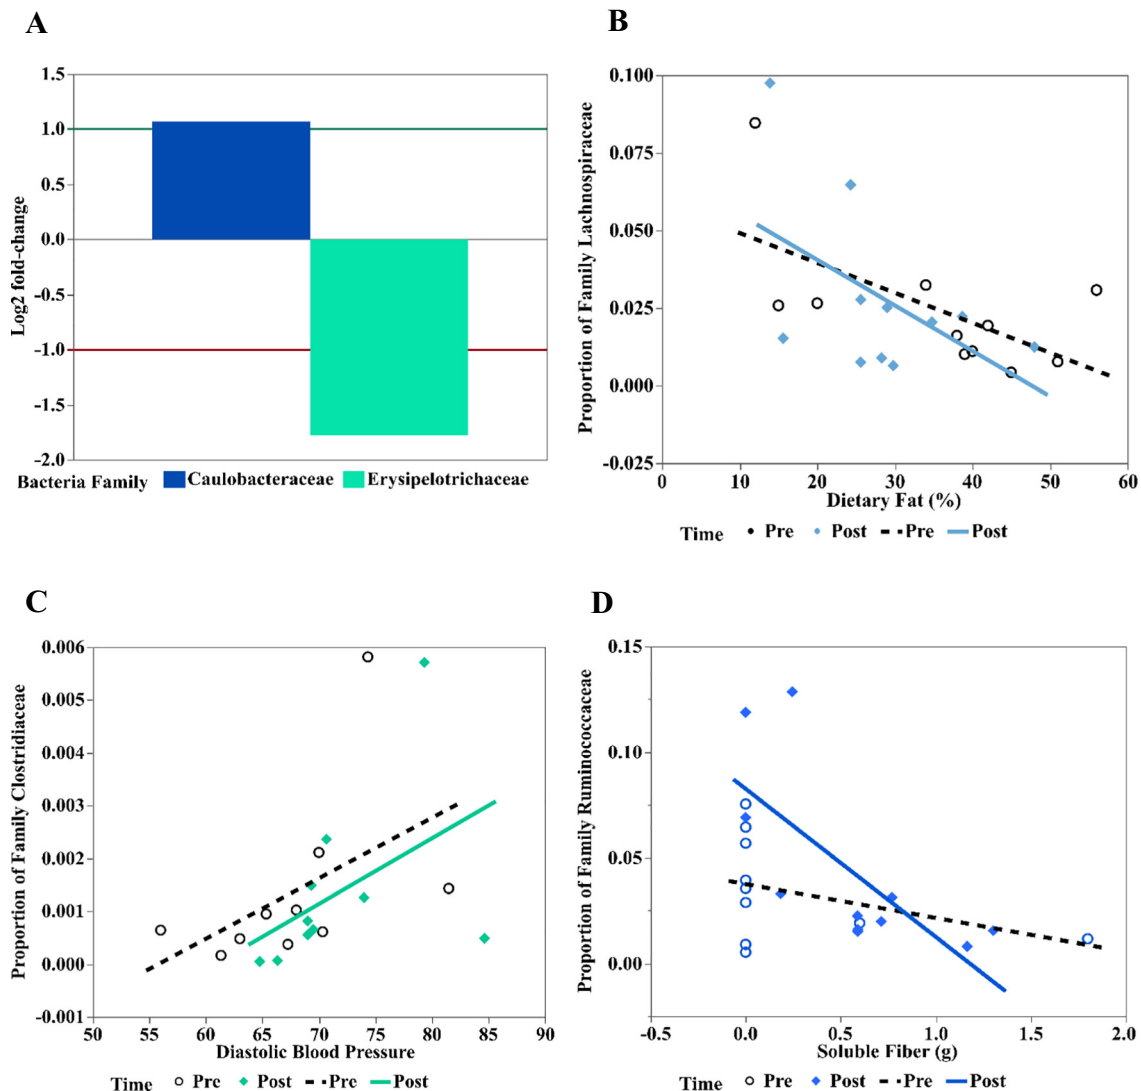 A
1.5
1.0
0.5
0.0
-0.5
-1.0
-1.5
-2.0
Log2 fold-change
Bacteria Family Caulobacteraceae Erysipelotrichaceae
B
0.100
0.075
0.050
0.025
0.000
-0.025
Proportion of Family Lachnospiraceae
0 10 20 30 40 50 60
Dietary Fat (%)
Time Pre Post Pre Post
C
0.006
0.005
0.004
0.003
0.002
0.001
0.000
-0.001
Proportion of Family Clostridiaceae
50 55 60 65 70 75 80 85 90
Diastolic Blood Pressure
Time Pre Post Pre Post
D
0.15
0.10
0.05
0.00
Proportion of Family Ruminococcaceae
-0.5 0.0 0.5 1.0 1.5 2.0
Soluble Fiber (g)
Time Pre Post Pre Post